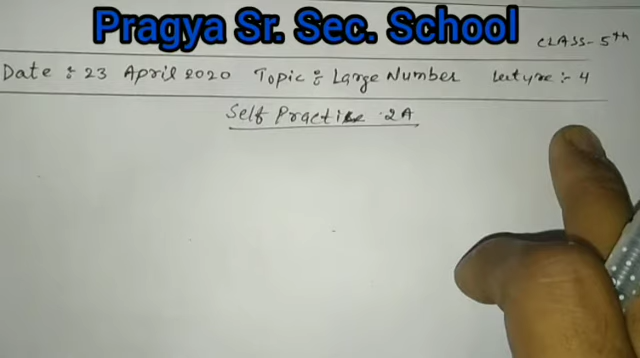 Pragya Sr. Sec. School
CLASS- 5th
Date : 23 April 2020 Topic : Large Number Lecture :- 4
Self Practice 2A